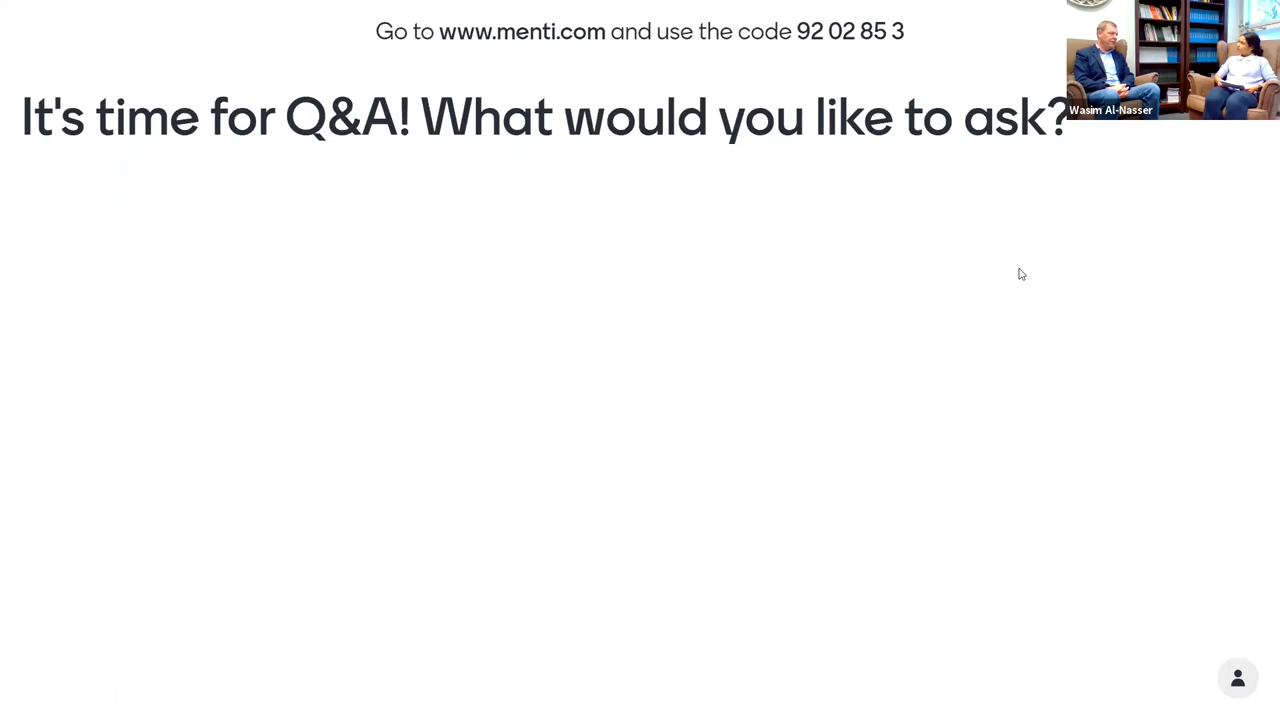 Go to www.menti.com and use the code 92 02 85 3
It's time for Q&A! What would you like to ask?
Wasim Al-Nasser